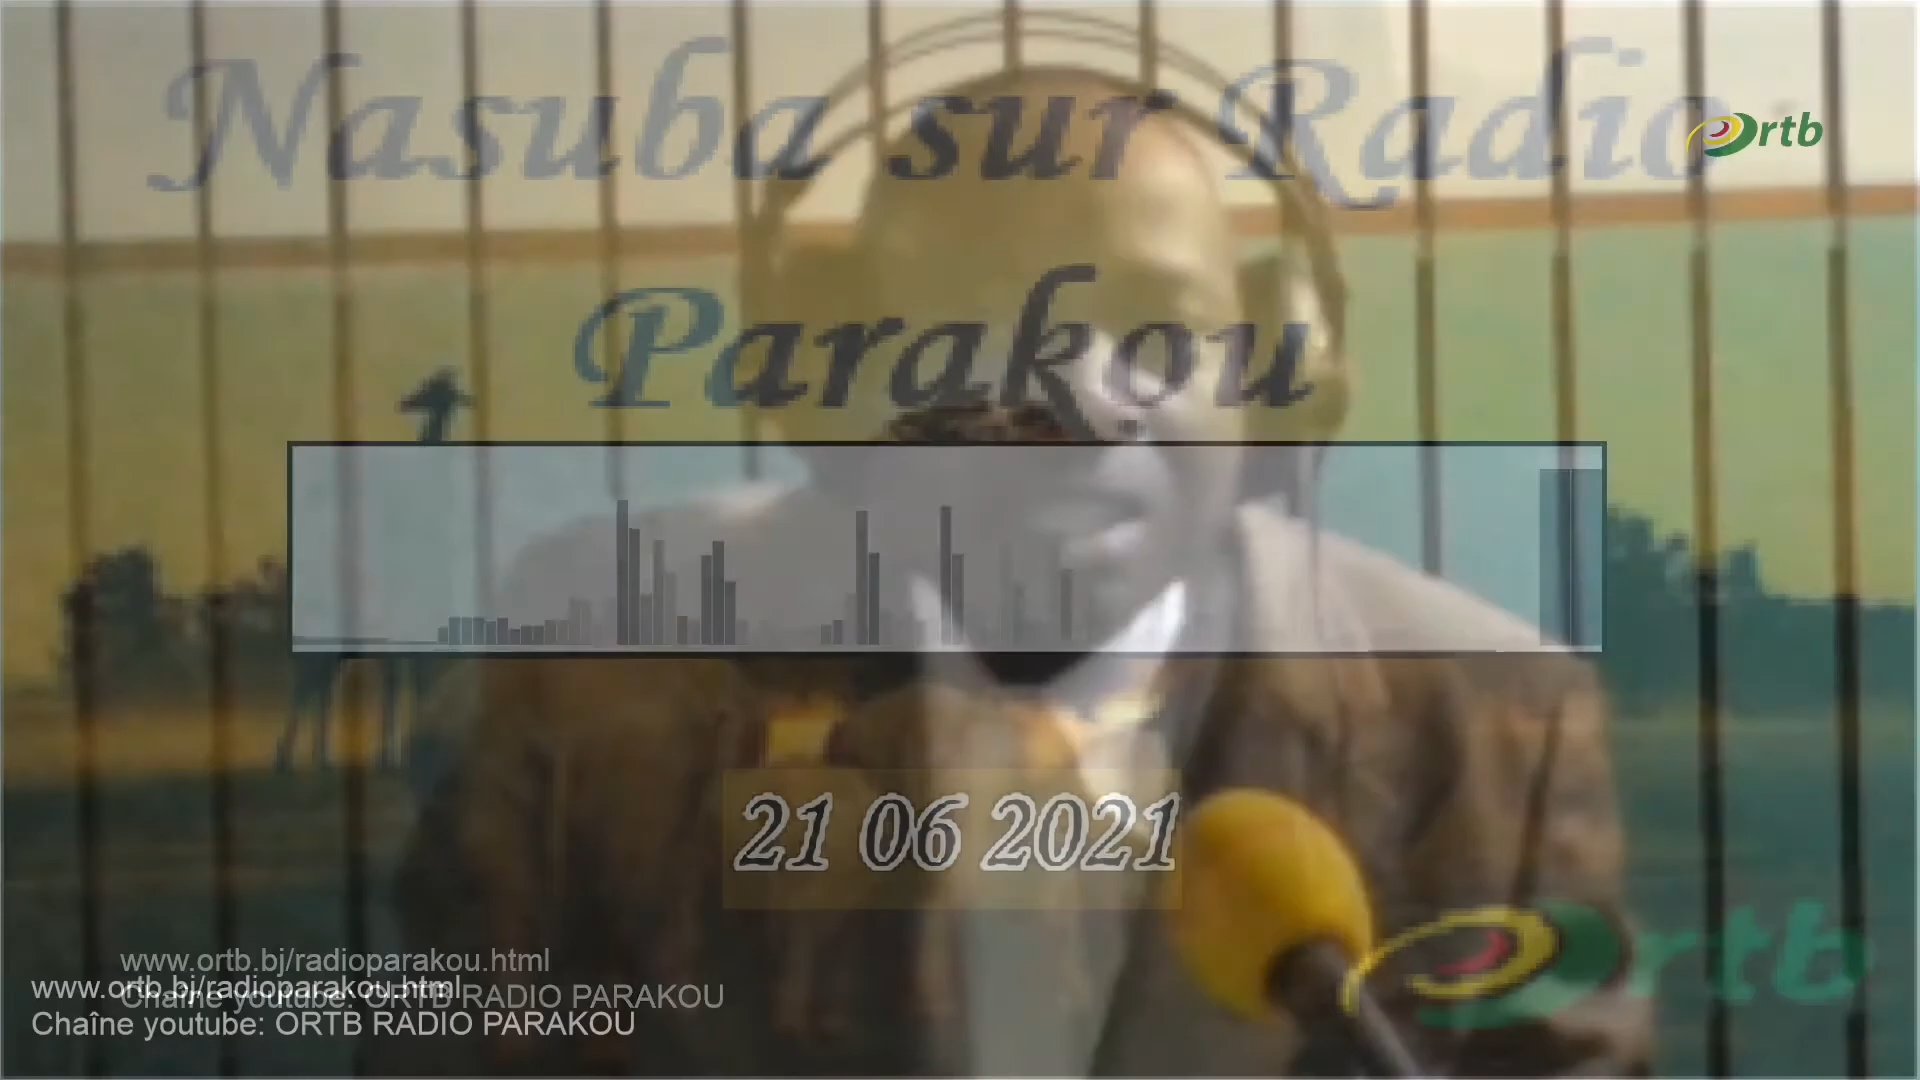 Nasuba sur Radio
Parakou
ortb
21 06 2021
www.ortb.bj/radioparakou.html
Chaîne youtube: ORTB RADIO PARAKOU
www.ortb.bj/radioparakou.html
Chaîne youtube: ORTB RADIO PARAKOU
ortb